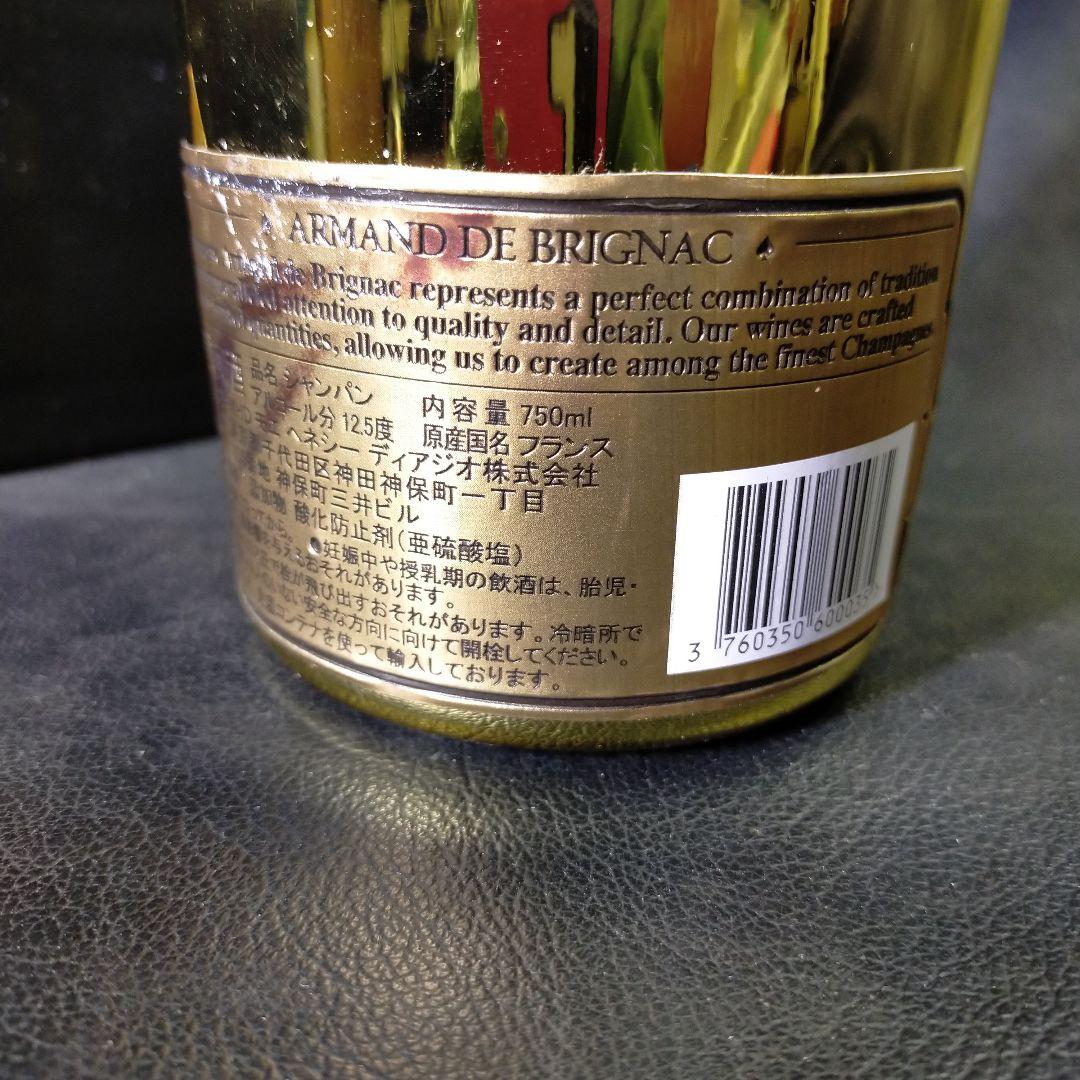 ARMAND DE BRIGNAC
de Brignac represents a perfect combination of tradition
attention to quality and detail. Our wines are crafted
quantities, allowing us to create among the finest Champagnes
品名 シャンパン 内容量 750ml
アルコール分 12.5度 原産国名 フランス
ヘネシー ディアジオ株式会社
千代田区神田神保町一丁目
神保町三井ビル
酸化防止剤(亜硫酸塩)
●妊娠中や授乳期の飲酒は、胎児・
を与えるおそれがあります。
栓が飛び出すおそれがあります。冷暗所で
安全な方向に向けて開栓してください。
コンテナを使って輸入しております。
3 760350 60003